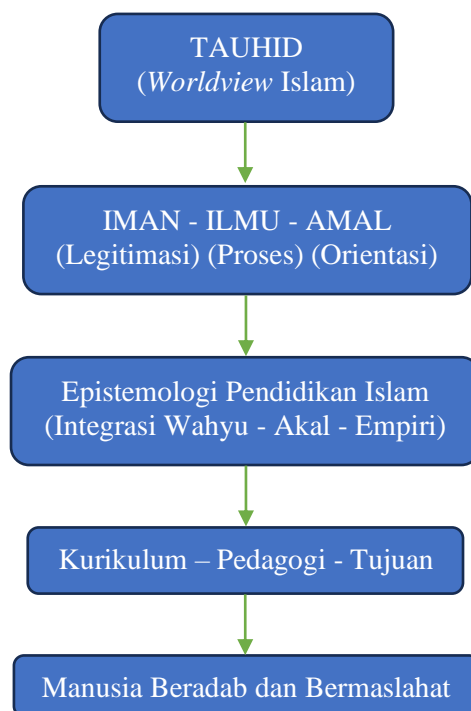 TAUHID
(Worldview Islam)
IMAN - ILMU - AMAL
(Legitimasi) (Proses) (Orientasi)
Epistemologi Pendidikan Islam
(Integrasi Wahyu - Akal - Empiri)
Kurikulum – Pedagogi - Tujuan
Manusia Beradab dan Bermaslahat